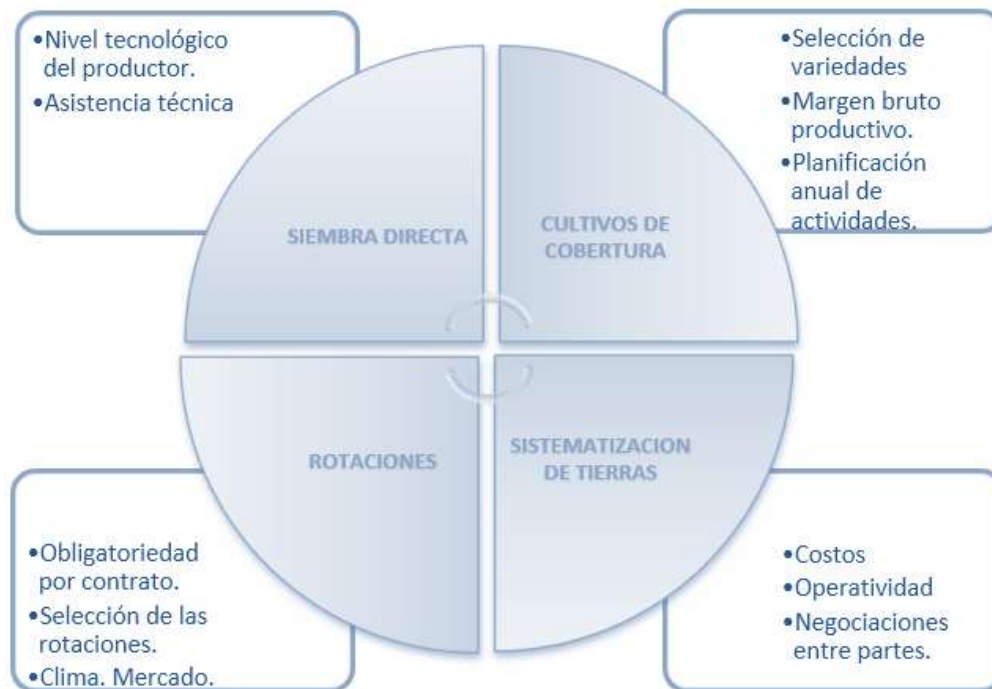 •Nivel tecnológico
del productor.
•Asistencia técnica
•Selección de
variedades
•Margen bruto
productivo.
•Planificación
anual de
actividades.
SIEMBRA DIRECTA
CULTIVOS DE
COBERTURA
ROTACIONES
SISTEMATIZACION
DE TIERRAS
•Obligatoriedad
por contrato.
•Selección de las
rotaciones.
•Clima. Mercado.
•Costos
•Operatividad
•Negociaciones
entre partes.